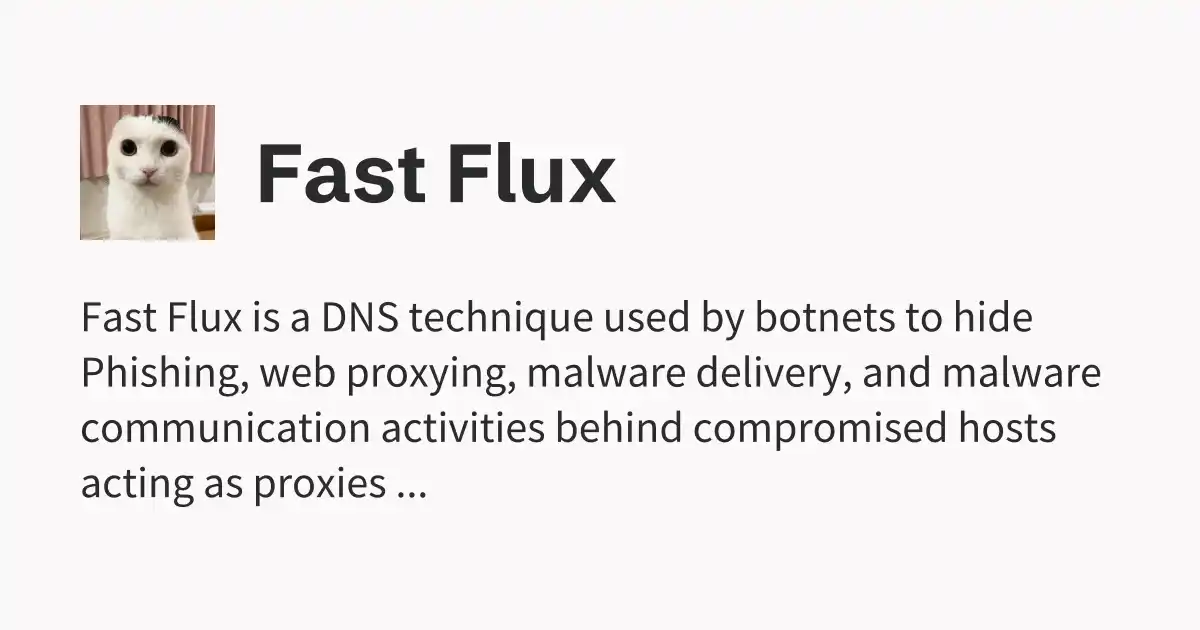 Fast Flux
Fast Flux is a DNS technique used by botnets to hide
Phishing, web proxying, malware delivery, and malware
communication activities behind compromised hosts
acting as proxies ...